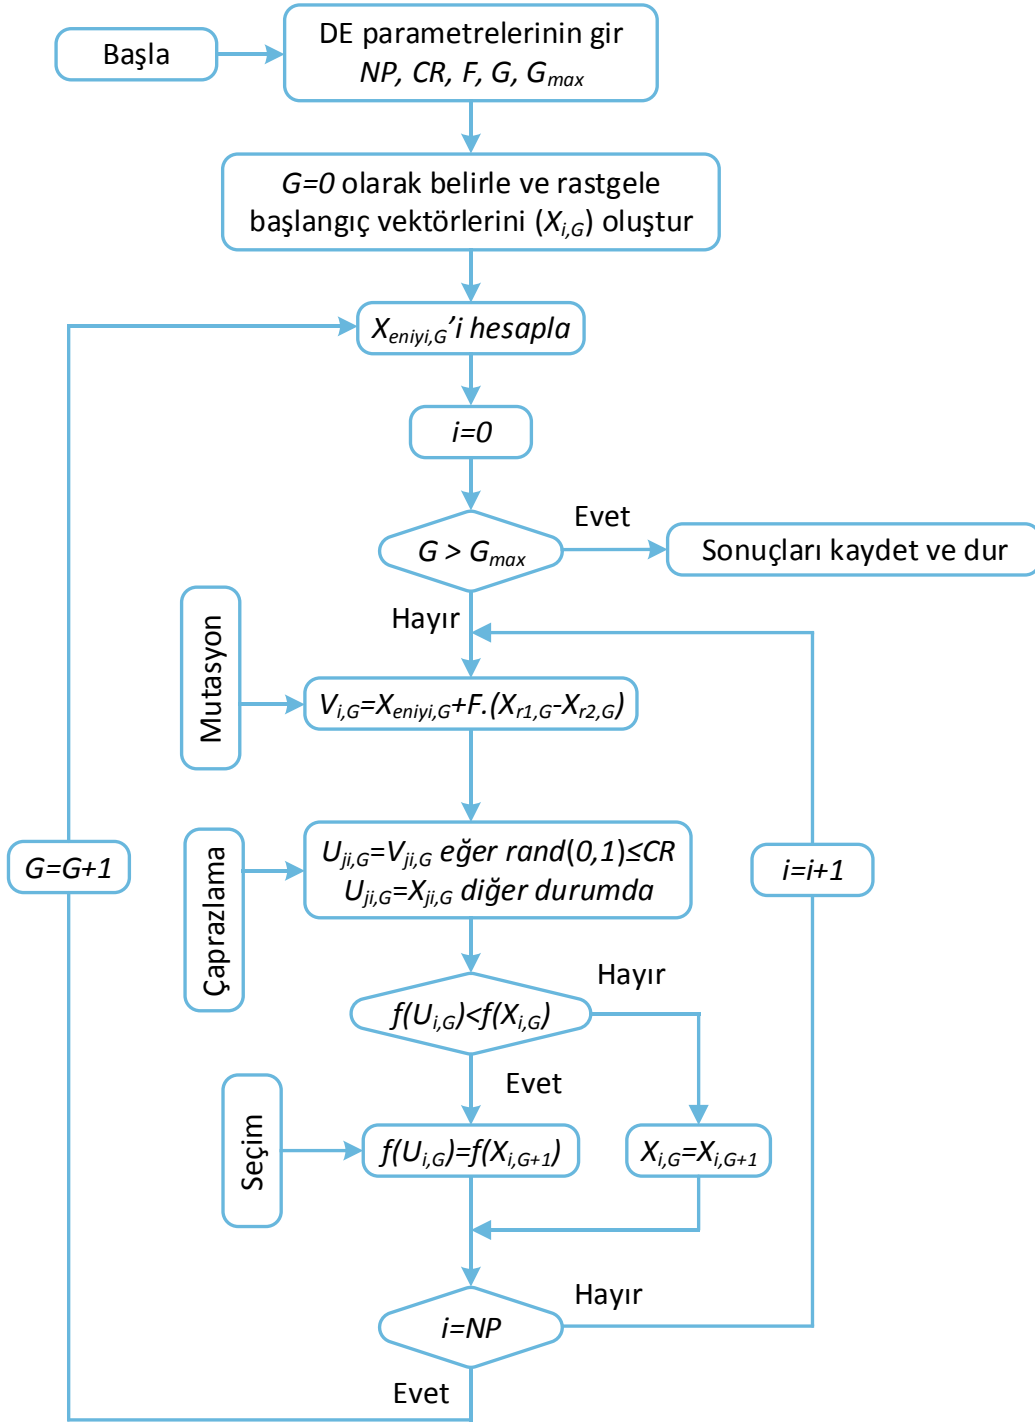 Başla
DE parametrelerinin gir
NP, CR, F, G, Gmax
G=0 olarak belirle ve rastgele
başlangıç vektörlerini (Xi,G) oluştur
Xeniyi,G’i hesapla
i=0
G > Gmax
Evet
Sonuçları kaydet ve dur
Hayır
Mutasyon
Vi,G=Xeniyi,G+F.(Xr1,G-Xr2,G)
G=G+1
Çaprazlama
Uji,G=Vji,G eğer rand(0,1)≤CR
Uji,G=Xji,G diğer durumda
i=i+1
f(Ui,G)<f(Xi,G)
Hayır
Evet
Seçim
f(Ui,G)=f(Xi,G+1)
Xi,G=Xi,G+1
i=NP
Hayır
Evet